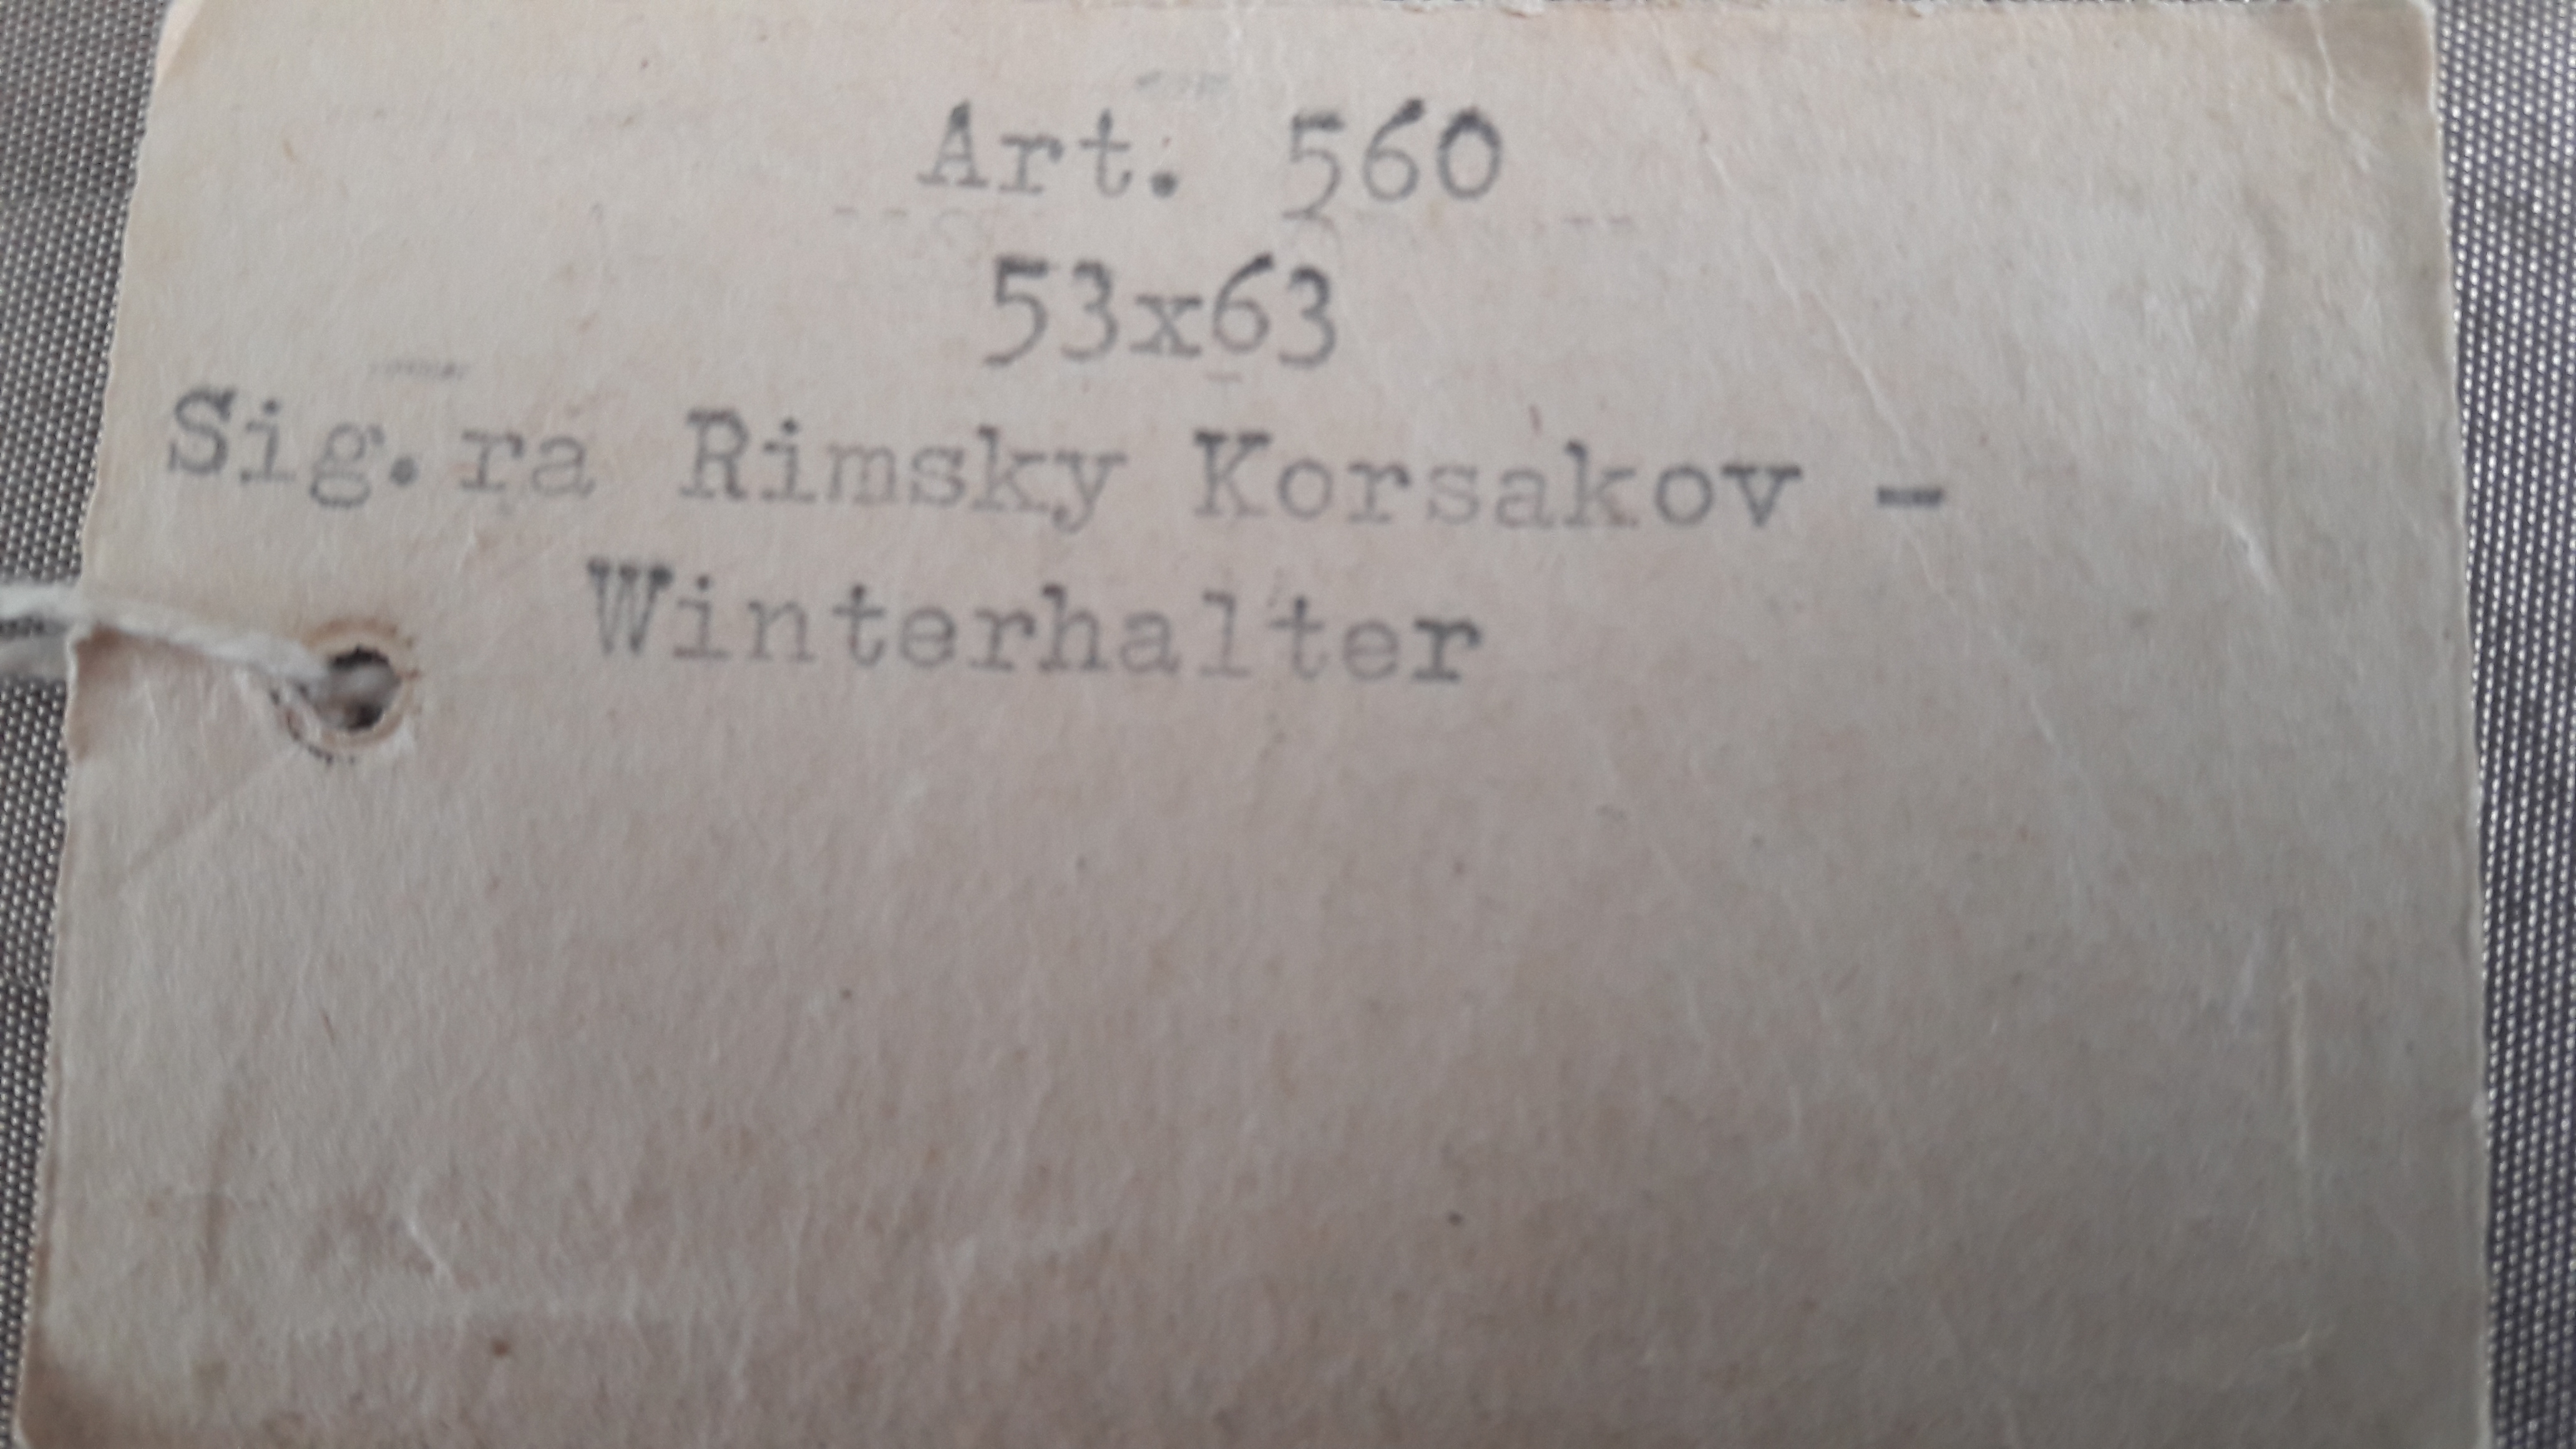 Art. 560
53x63
Sig.ra Rimsky Korsakov -
Winterhalter